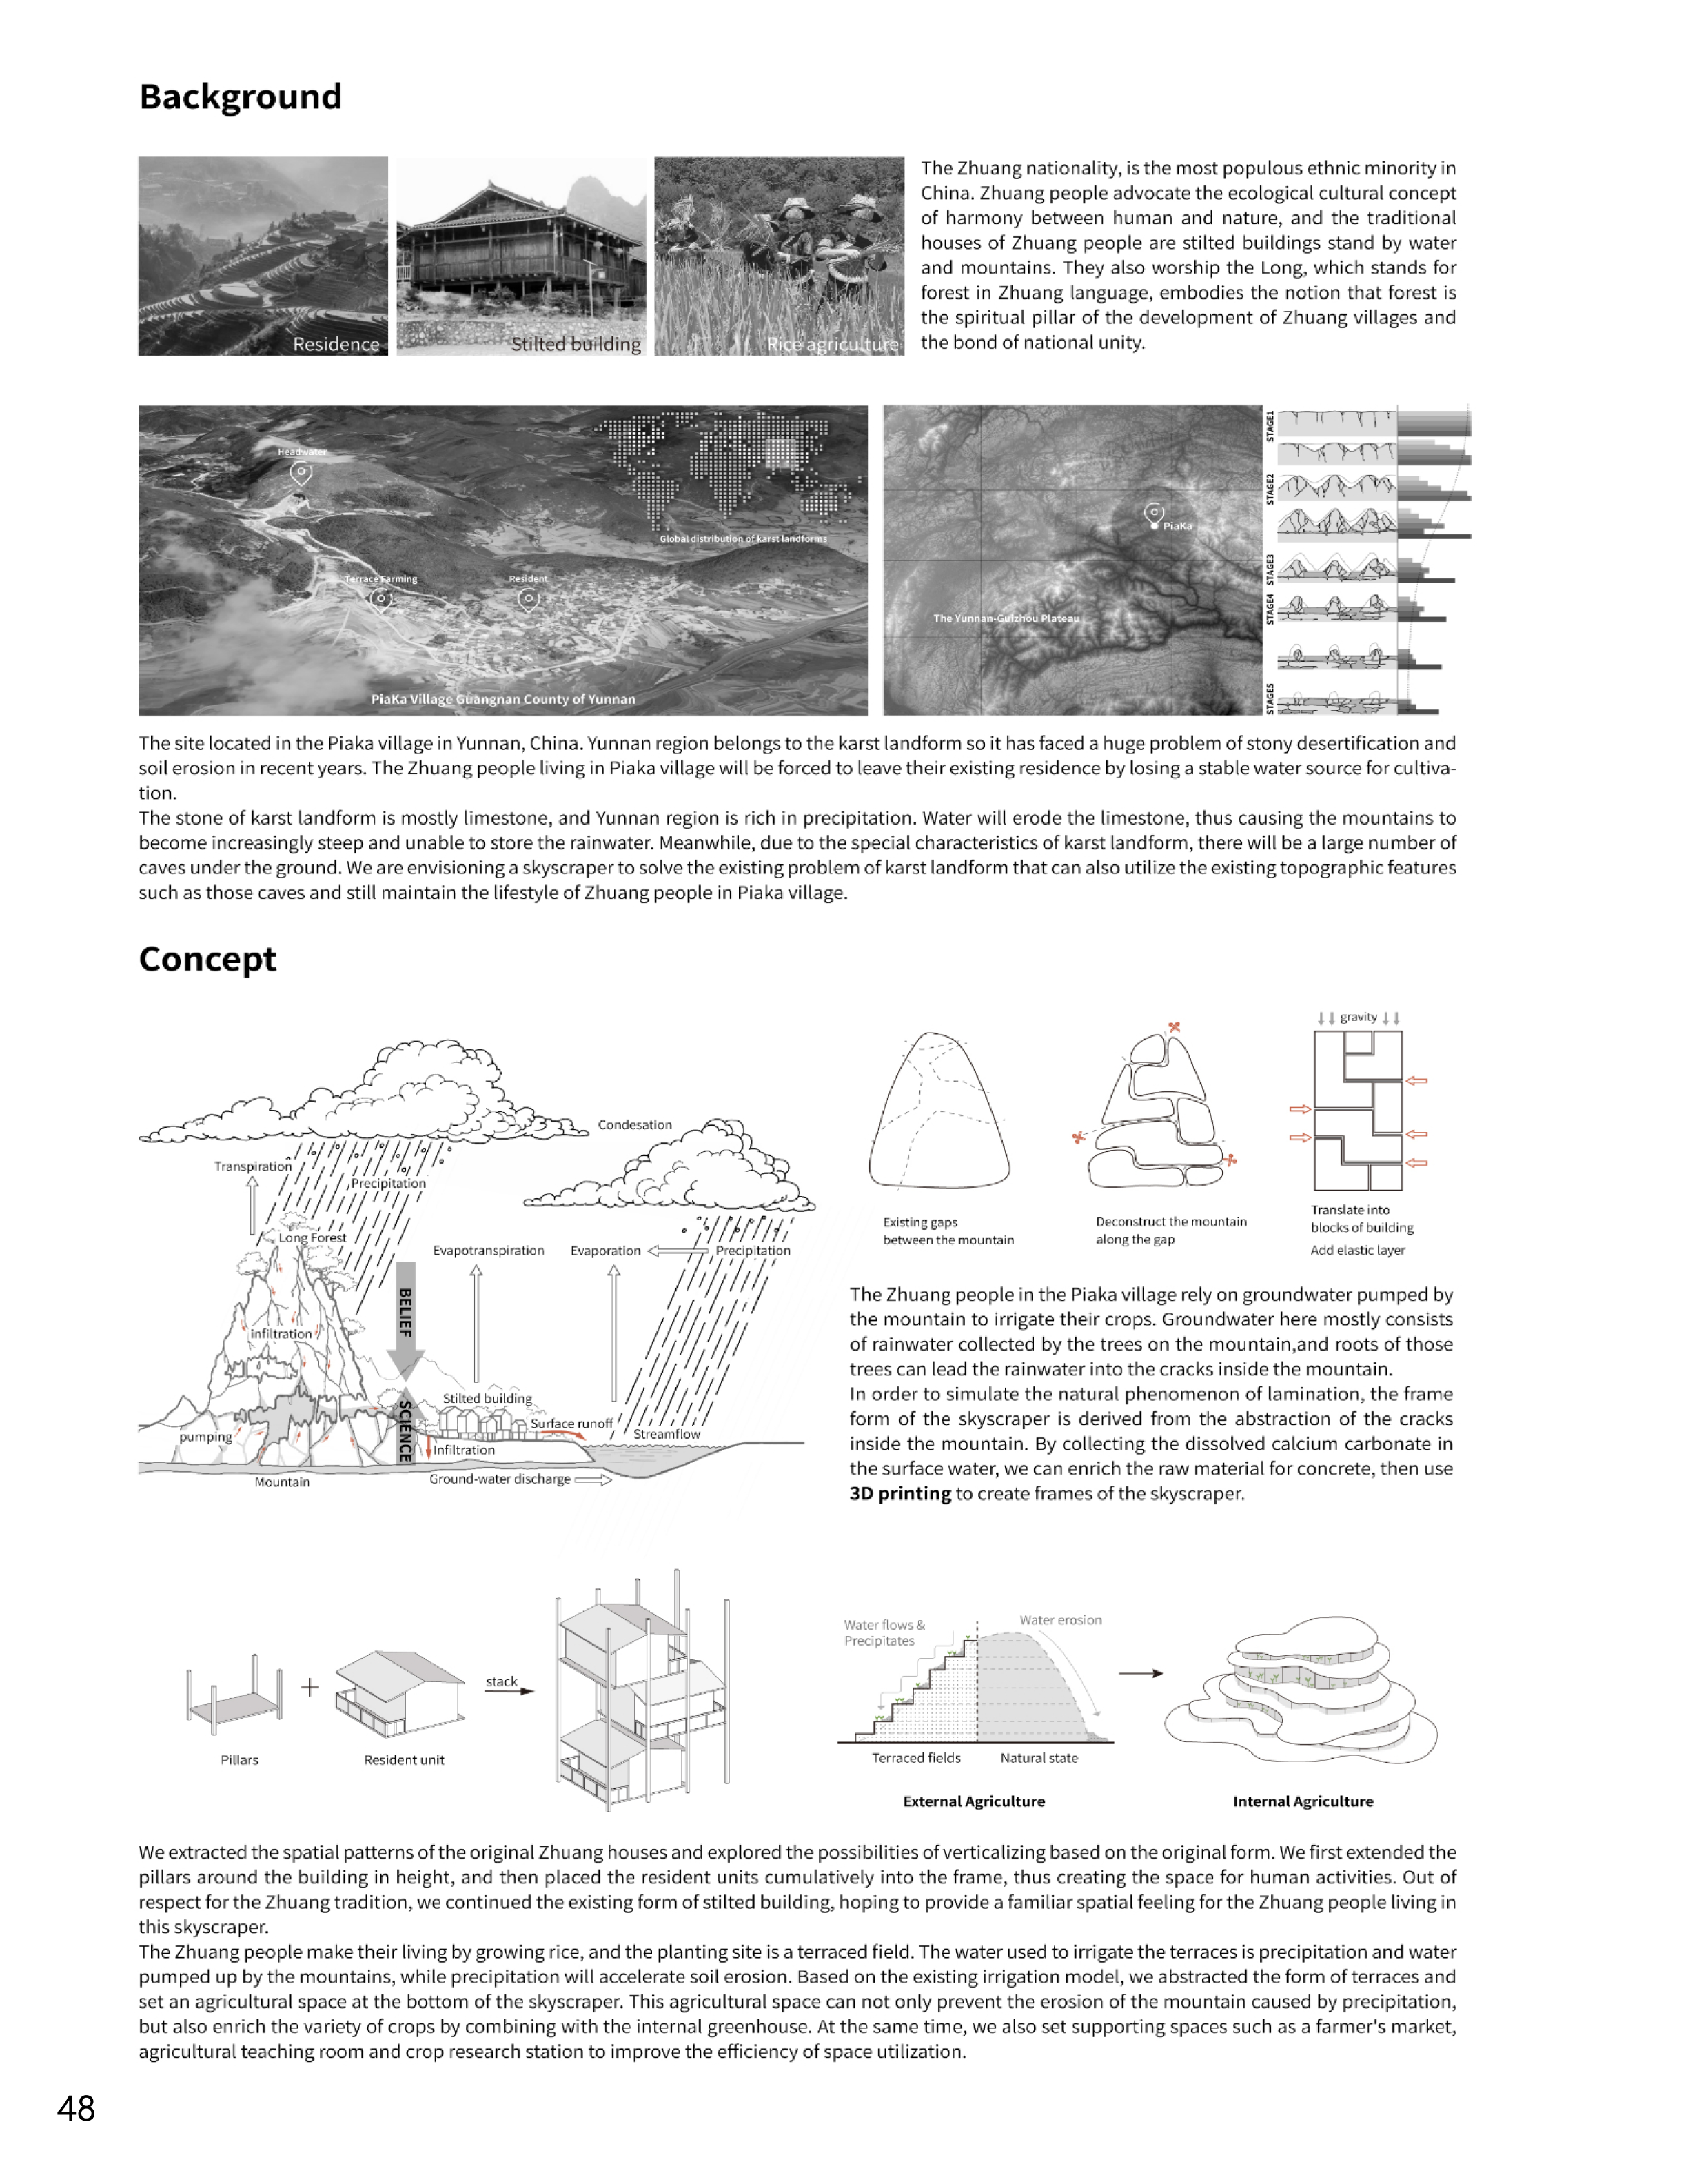 Background
Residence
Stilted building
Rice agriculture
The Zhuang nationality, is the most populous ethnic minority in
China. Zhuang people advocate the ecological cultural concept
of harmony between human and nature, and the traditional
houses of Zhuang people are stilted buildings stand by water
and mountains. They also worship the Long, which stands for
forest in Zhuang language, embodies the notion that forest is
the spiritual pillar of the development of Zhuang villages and
the bond of national unity.
Headwater
Global distribution of karst landforms
Terrace Farming
Resident
PiaKa Village Guangnan County of Yunnan
PiaKa
The Yunnan-Guizhou Plateau
STAGE1
STAGE2
STAGE3
STAGE4
STAGE5
The site located in the Piaka village in Yunnan, China. Yunnan region belongs to the karst landform so it has faced a huge problem of stony desertification and
soil erosion in recent years. The Zhuang people living in Piaka village will be forced to leave their existing residence by losing a stable water source for cultiva-
tion.
The stone of karst landform is mostly limestone, and Yunnan region is rich in precipitation. Water will erode the limestone, thus causing the mountains to
become increasingly steep and unable to store the rainwater. Meanwhile, due to the special characteristics of karst landform, there will be a large number of
caves under the ground. We are envisioning a skyscraper to solve the existing problem of karst landform that can also utilize the existing topographic features
such as those caves and still maintain the lifestyle of Zhuang people in Piaka village.
Concept
Condesation
Transpiration
Precipitation
Long Forest
Evapotranspiration
Evaporation
Precipitation
BELIEF
infiltration
SCIENCE
Stilted building
Surface runoff
Streamflow
pumping
Infiltration
Mountain
Ground-water discharge
Existing gaps
between the mountain
Deconstruct the mountain
along the gap
gravity
Translate into
blocks of building
Add elastic layer
The Zhuang people in the Piaka village rely on groundwater pumped by
the mountain to irrigate their crops. Groundwater here mostly consists
of rainwater collected by the trees on the mountain,and roots of those
trees can lead the rainwater into the cracks inside the mountain.
In order to simulate the natural phenomenon of lamination, the frame
form of the skyscraper is derived from the abstraction of the cracks
inside the mountain. By collecting the dissolved calcium carbonate in
the surface water, we can enrich the raw material for concrete, then use
3D printing to create frames of the skyscraper.
+
stack
Pillars
Resident unit
Water flows &
Precipitates
Water erosion
Terraced fields
Natural state
External Agriculture
Internal Agriculture
We extracted the spatial patterns of the original Zhuang houses and explored the possibilities of verticalizing based on the original form. We first extended the
pillars around the building in height, and then placed the resident units cumulatively into the frame, thus creating the space for human activities. Out of
respect for the Zhuang tradition, we continued the existing form of stilted building, hoping to provide a familiar spatial feeling for the Zhuang people living in
this skyscraper.
The Zhuang people make their living by growing rice, and the planting site is a terraced field. The water used to irrigate the terraces is precipitation and water
pumped up by the mountains, while precipitation will accelerate soil erosion. Based on the existing irrigation model, we abstracted the form of terraces and
set an agricultural space at the bottom of the skyscraper. This agricultural space can not only prevent the erosion of the mountain caused by precipitation,
but also enrich the variety of crops by combining with the internal greenhouse. At the same time, we also set supporting spaces such as a farmer's market,
agricultural teaching room and crop research station to improve the efficiency of space utilization.
48